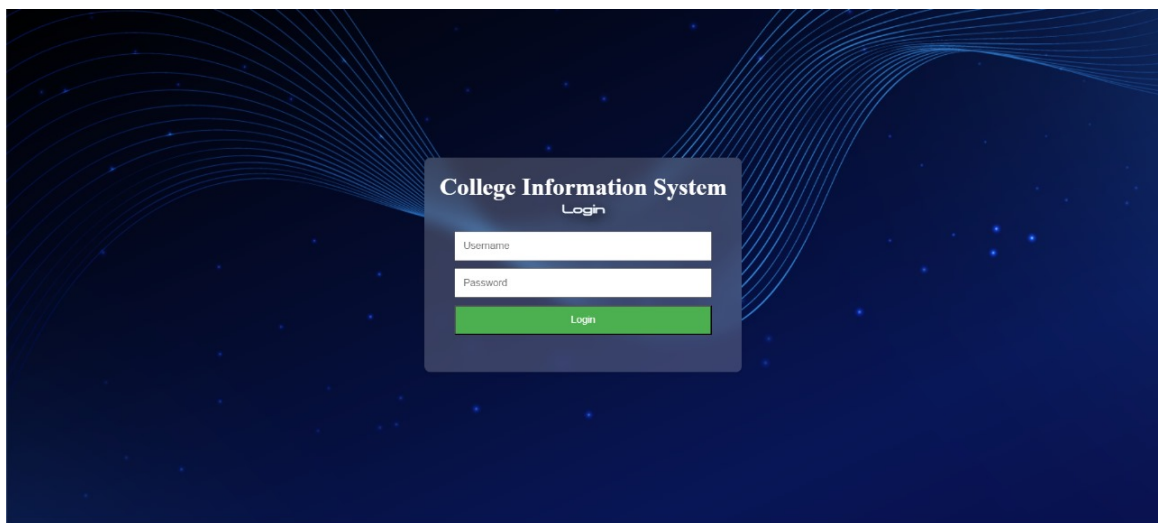 College Information System
Login
Username
Password
Login